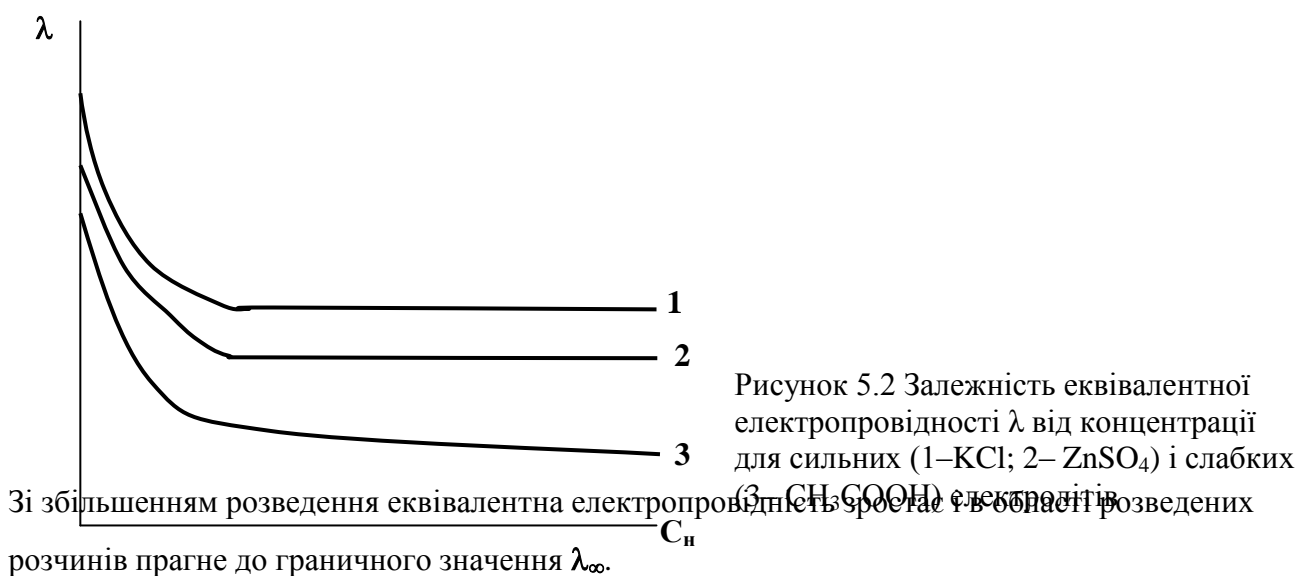 λ
1
2
3
Рисунок 5.2 Залежність еквівалентної
електропровідності λ від концентрації
для сильних (1–KCl; 2– ZnSO₄) і слабких
(3– CH₃COOH) електролітів
Зі збільшенням розведення еквівалентна електропровідність зростає і в області розведених
Cн
розчинів прагне до граничного значення λ∞.